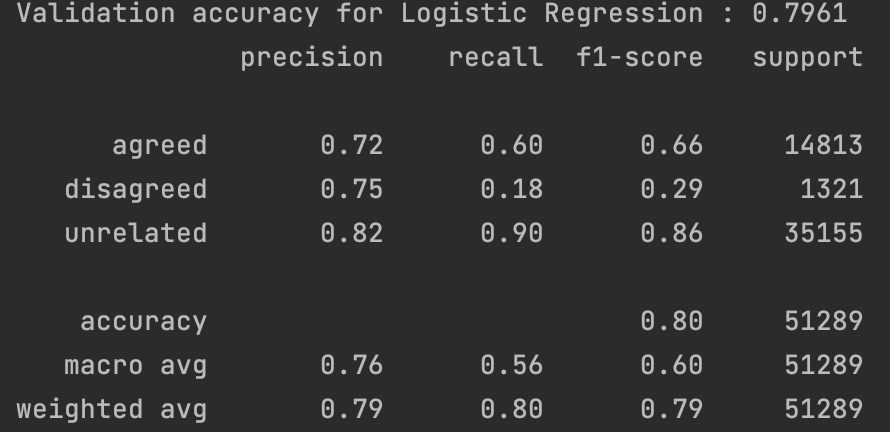 Validation accuracy for Logistic Regression : 0.7961
precision recall f1-score support
agreed 0.72 0.60 0.66 14813
disagreed 0.75 0.18 0.29 1321
unrelated 0.82 0.90 0.86 35155
accuracy 0.80 51289
macro avg 0.76 0.56 0.60 51289
weighted avg 0.79 0.80 0.79 51289